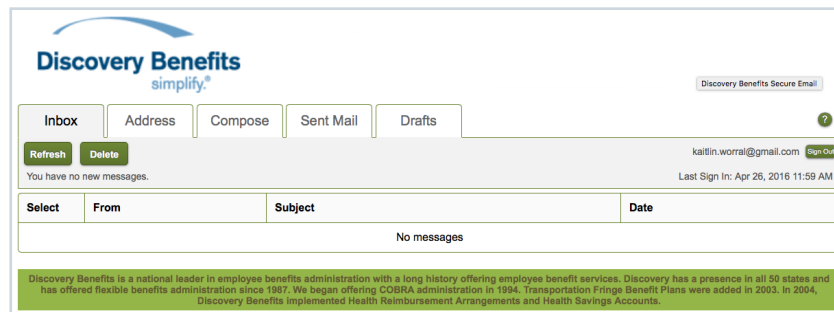 Discovery Benefits
simplify.®
Discovery Benefits Secure Email
Inbox Address Compose Sent Mail Drafts ?
Refresh Delete kaitlin.worral@gmail.com Sign Out
You have no new messages. Last Sign In: Apr 26, 2016 11:59 AM
Select From Subject Date
No messages
Discovery Benefits is a national leader in employee benefits administration with a long history offering employee benefit services. Discovery has a presence in all 50 states and
has offered flexible benefits administration since 1987. We began offering COBRA administration in 1994. Transportation Fringe Benefit Plans were added in 2003. In 2004,
Discovery Benefits implemented Health Reimbursement Arrangements and Health Savings Accounts.